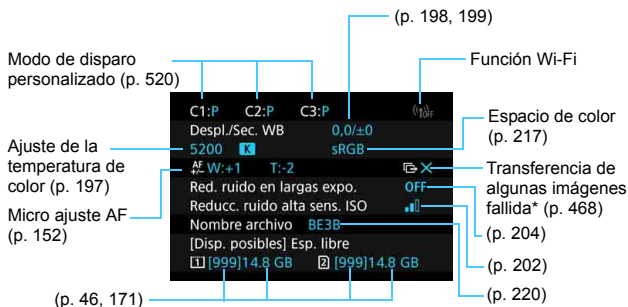 (p. 198, 199)
Modo de disparo
personalizado (p. 520)
Función Wi-Fi
C1:P C2:P C3:P OFF
Despl./Sec. WB 0,0/±0
Espacio de color
(p. 217)
5200 K sRGB
Ajuste de la
temperatura de
color (p. 197)
AF W:+1 T:-2
Transferencia de
algunas imágenes
fallida* (p. 468)
Red. ruido en largas expo. OFF
Micro ajuste AF
(p. 152)
Reducc. ruido alta sens. ISO
(p. 204)
Nombre archivo BE3B
(p. 202)
[Disp. posibles] Esp. libre
1 [999]14.8 GB 2 [999]14.8 GB
(p. 220)
(p. 46, 171)